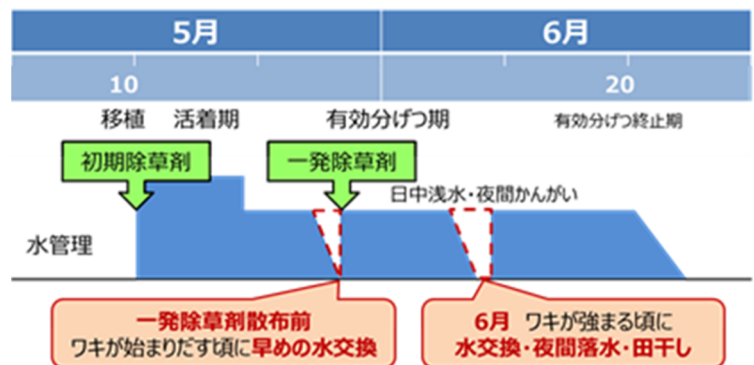 5月 6月
10 20
移植 活着期 有効分げつ期 有効分げつ終止期
初期除草剤 一発除草剤
日中浅水・夜間かんがい
水管理
一発除草剤散布前
ワキが始まりだす頃に早めの水交換
6月 ワキが強まる頃に
水交換・夜間落水・田干し